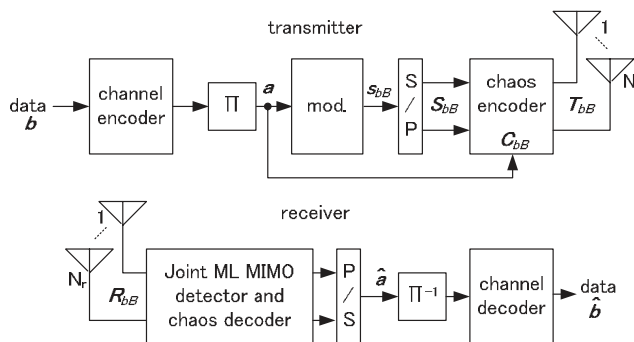 transmitter
1
N
data
b
channel
encoder
Π
a
mod.
s_bB
S
/
P
S_bB
chaos
encoder
C_bB
T_bB
receiver
1
N_r
R_bB
Joint ML MIMO
detector and
chaos decoder
P
/
S
â
Π⁻¹
channel
decoder
data
b̂